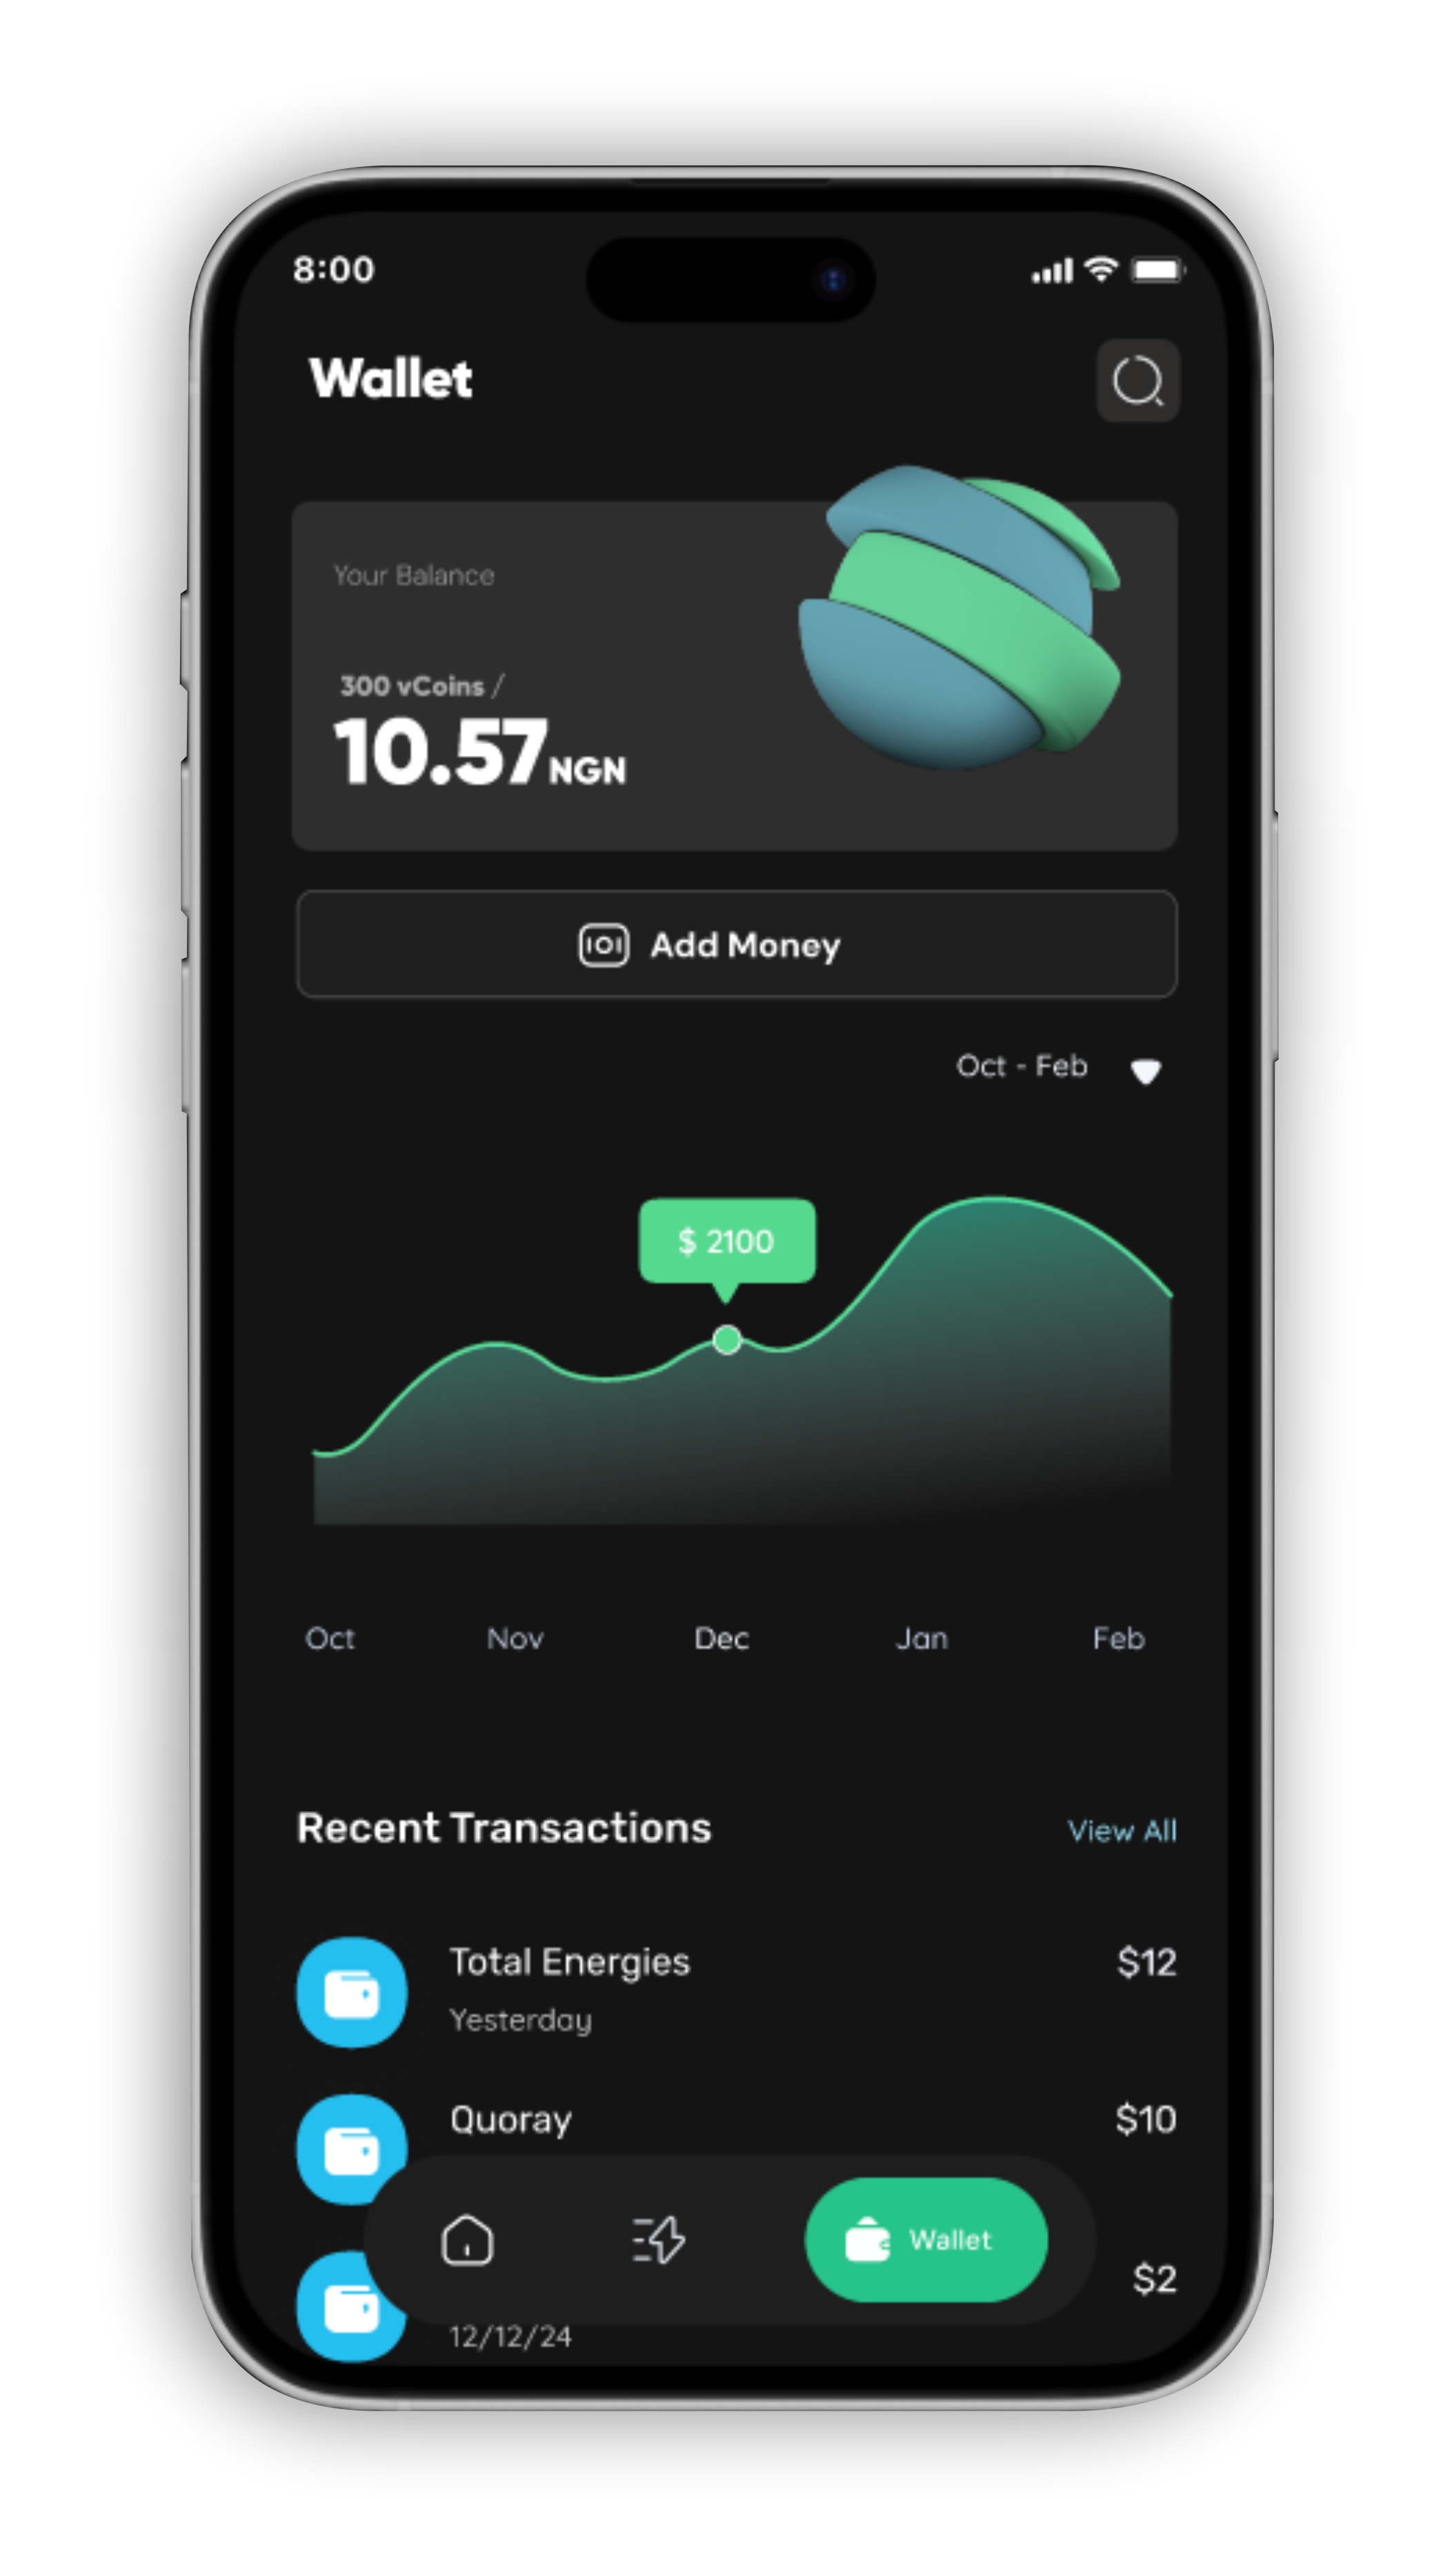 8:00
Wallet
Your Balance
300 vCoins /
10.57NGN
Add Money
Oct - Feb
$ 2100
Oct Nov Dec Jan Feb
Recent Transactions View All
Total Energies $12
Yesterday
Quoray $10
Wallet
$2
12/12/24